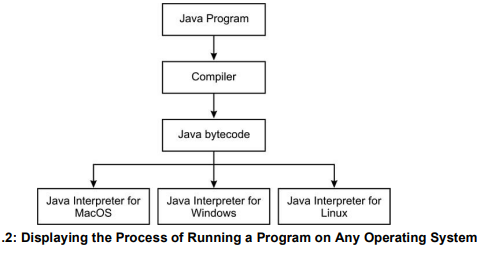 Java Program
Compiler
Java bytecode
Java Interpreter for
MacOS
Java Interpreter for
Windows
Java Interpreter for
Linux
.2: Displaying the Process of Running a Program on Any Operating System